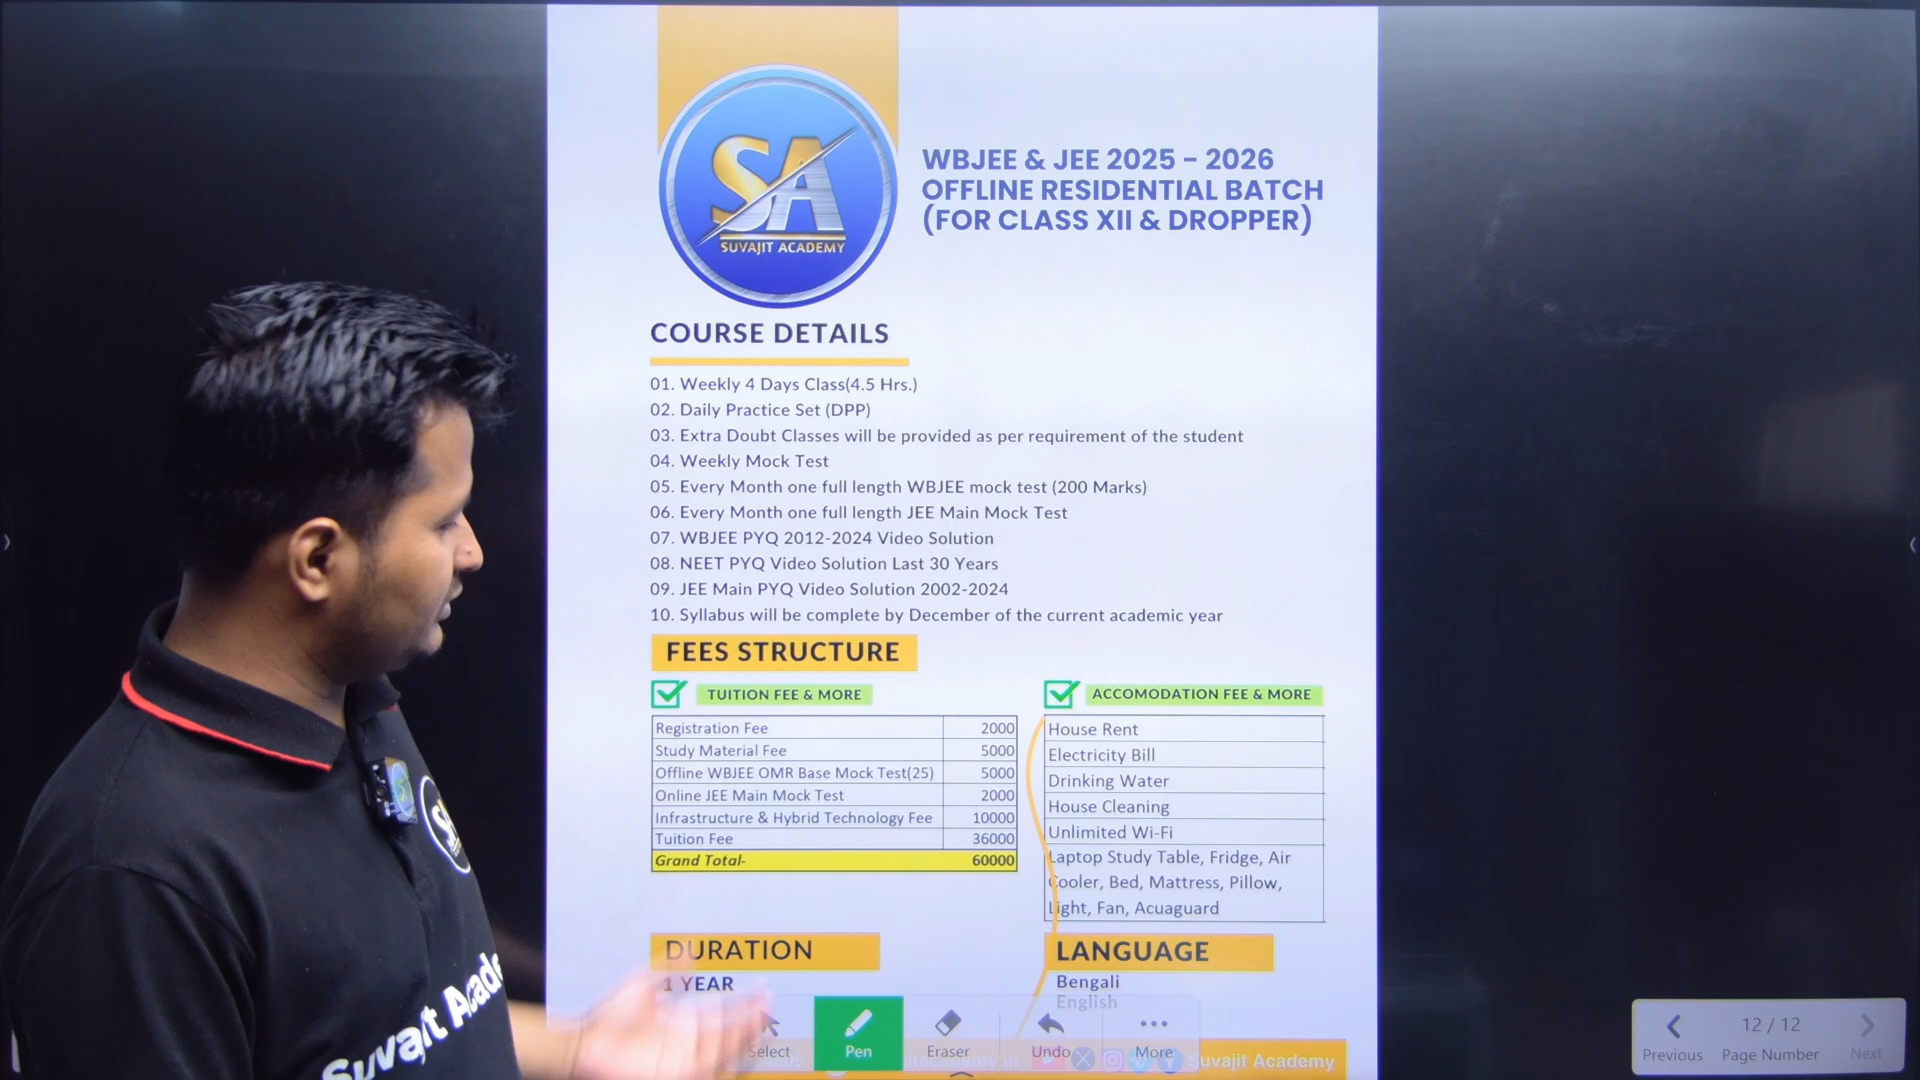 SA
SUVAJIT ACADEMY
WBJEE & JEE 2025 - 2026
OFFLINE RESIDENTIAL BATCH
(FOR CLASS XII & DROPPER)
COURSE DETAILS
01. Weekly 4 Days Class(4.5 Hrs.)
02. Daily Practice Set (DPP)
03. Extra Doubt Classes will be provided as per requirement of the student
04. Weekly Mock Test
05. Every Month one full length WBJEE mock test (200 Marks)
06. Every Month one full length JEE Main Mock Test
07. WBJEE PYQ 2012-2024 Video Solution
08. NEET PYQ Video Solution Last 30 Years
09. JEE Main PYQ Video Solution 2002-2024
10. Syllabus will be complete by December of the current academic year
FEES STRUCTURE
TUITION FEE & MORE
Registration Fee 2000
Study Material Fee 5000
Offline WBJEE OMR Base Mock Test(25) 5000
Online JEE Main Mock Test 2000
Infrastructure & Hybrid Technology Fee 10000
Tuition Fee 36000
Grand Total- 60000
ACCOMODATION FEE & MORE
House Rent
Electricity Bill
Drinking Water
House Cleaning
Unlimited Wi-Fi
Laptop Study Table, Fridge, Air
Cooler, Bed, Mattress, Pillow,
Light, Fan, Acuaguard
DURATION
1 YEAR
LANGUAGE
Bengali
English
Select Pen Eraser Undo More
Suvajit Academy
12 / 12
Previous Page Number Next
Suvajit Acade